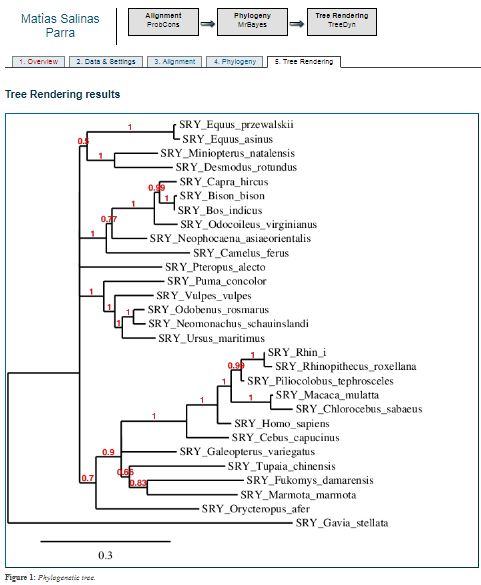 Matias Salinas
Parra
Alignment
ProbCons
Phylogeny
MrBayes
Tree Rendering
TreeDyn
1. Overview
2. Data & Settings
3. Alignment
4. Phylogeny
5. Tree Rendering
Tree Rendering results
1
SRY_Equus_przewalskii
SRY_Equus_asinus
0.5
1
SRY_Miniopterus_natalensis
SRY_Desmodus_rotundus
SRY_Capra_hircus
0.99
1
SRY_Bison_bison
1
SRY_Bos_indicus
0.77
SRY_Odocoileus_virginianus
1
SRY_Neophocaena_asiaeorientalis
SRY_Camelus_ferus
SRY_Pteropus_alecto
SRY_Puma_concolor
1
SRY_Vulpes_vulpes
1
SRY_Odobenus_rosmarus
1
1
SRY_Neomonachus_schauinslandi
SRY_Ursus_maritimus
SRY_Rhin_i
1
0.99
SRY_Rhinopithecus_roxellana
1
SRY_Piliocolobus_tephrosceles
SRY_Macaca_mulatta
1
1
SRY_Chlorocebus_sabaeus
1
SRY_Homo_sapiens
SRY_Cebus_capucinus
0.9
SRY_Galeopterus_variegatus
SRY_Tupaia_chinensis
0.7
SRY_Fukomys_damarensis
0.83
SRY_Marmota_marmota
SRY_Orycteropus_afer
SRY_Gavia_stellata
0.3
Figure 1: Phylogenetic tree.